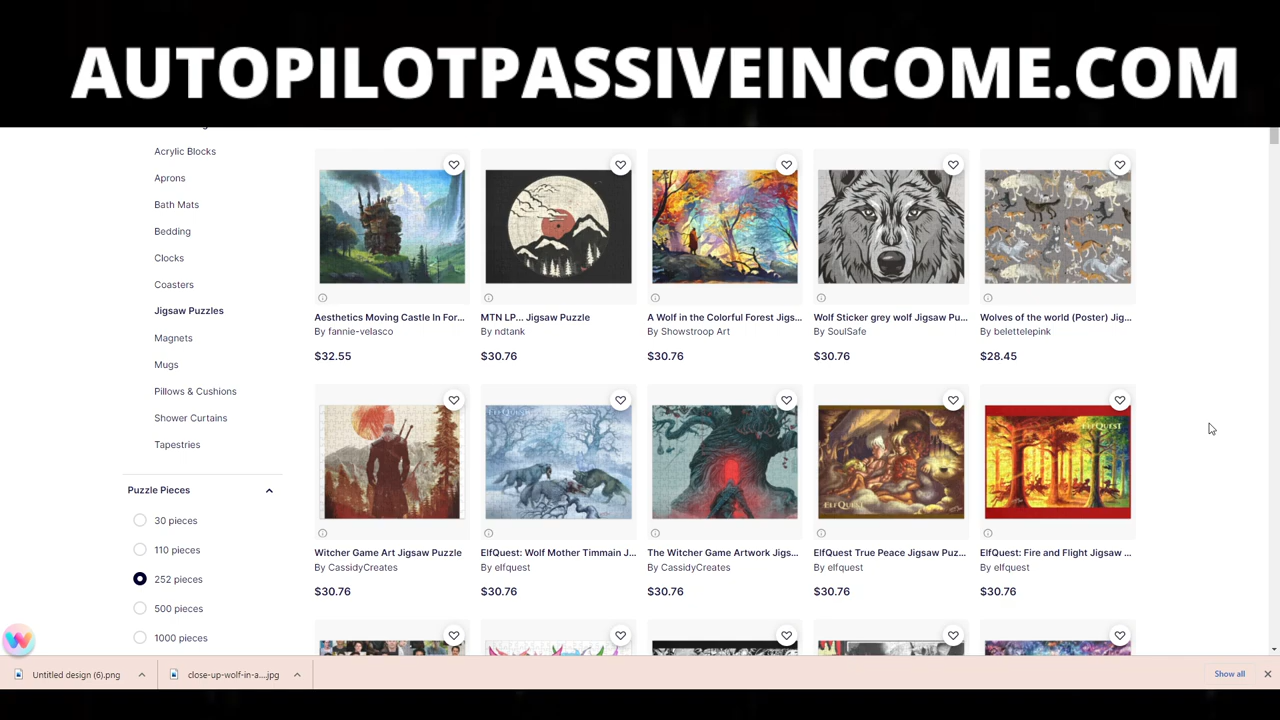 AUTOPILOTPASSIVEINCOME.COM
Acrylic Blocks
Aprons
Bath Mats
Bedding
Clocks
Coasters
Jigsaw Puzzles
Magnets
Mugs
Pillows & Cushions
Shower Curtains
Tapestries
Puzzle Pieces
30 pieces
110 pieces
252 pieces
500 pieces
1000 pieces
Aesthetics Moving Castle In For...
By fannie-velasco
$32.55
MTN LP... Jigsaw Puzzle
By ndtank
$30.76
A Wolf in the Colorful Forest Jigs...
By Showstroop Art
$30.76
Wolf Sticker grey wolf Jigsaw Pu...
By SoulSafe
$30.76
Wolves of the world (Poster) Jig...
By belettelepink
$28.45
Witcher Game Art Jigsaw Puzzle
By CassidyCreates
$30.76
ELFQUEST
ElfQuest: Wolf Mother Timmain J...
By elfquest
$30.76
The Witcher Game Artwork Jigs...
By CassidyCreates
$30.76
ELFQUEST
ElfQuest True Peace Jigsaw Puz...
By elfquest
$30.76
ELFQUEST
ElfQuest: Fire and Flight Jigsaw ...
By elfquest
$30.76
Untitled design (6).png
close-up-wolf-in-a....jpg
Show all